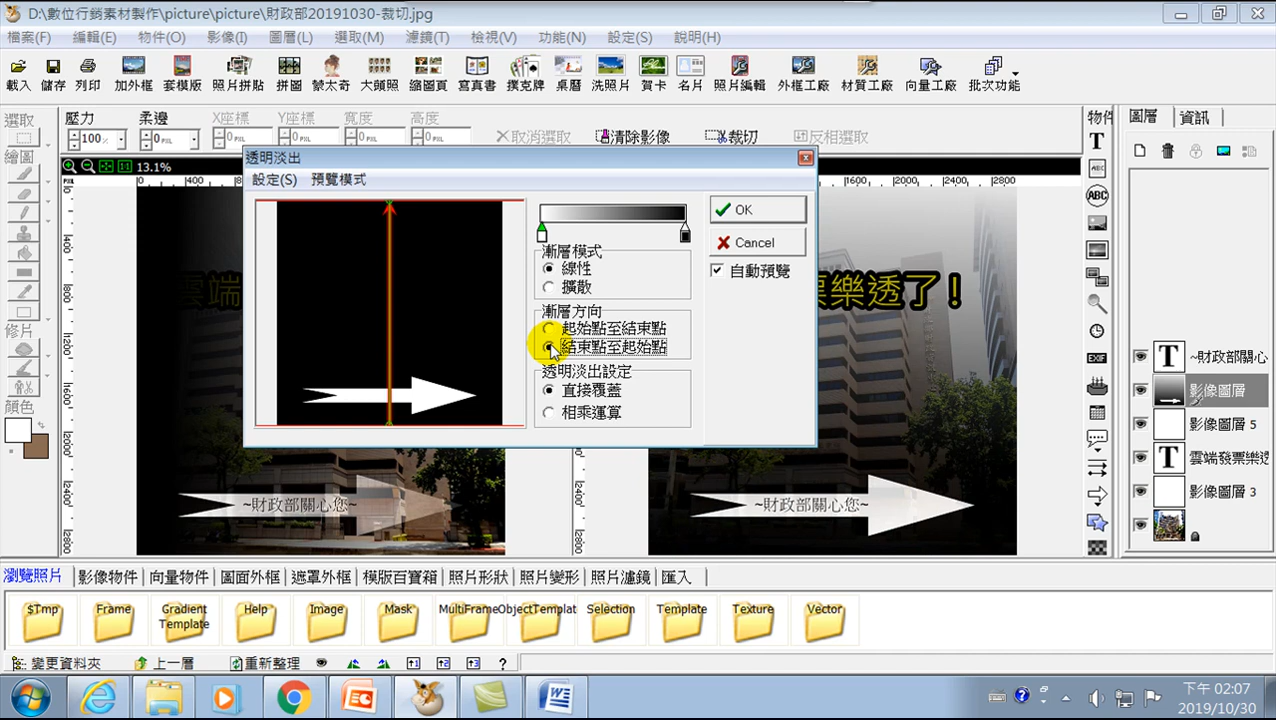 D:\數位行銷素材製作\picture\picture\財政部20191030-裁切.jpg
檔案(F) 編輯(E) 物件(O) 影像(I) 圖層(L) 選取(M) 濾鏡(T) 檢視(V) 功能(N) 設定(S) 說明(H)
載入 儲存 列印 加外框 套模版 照片拼貼 拼圖 蒙太奇 大頭照 縮圖頁 寫真書 撲克牌 桌曆 洗照片 賀卡 名片 照片編輯 外框工廠 材質工廠 向量工廠 批次功能
選取 壓力 柔邊 X座標 Y座標 寬度 高度 物件 圖層 資訊
100% 0 PXL 0 PXL 0 PXL 0 PXL 0 PXL 取消選取 清除影像 裁切 反相選取
繪圖
透明淡出
13.1%
設定(S) 預覽模式
OK
Cancel
自動預覽
漸層模式
線性
擴散
漸層方向
起始點至結束點
結束點至起始點
透明淡出設定
直接覆蓋
相乘運算
雲端
票樂透了！
修片
顏色
~財政部關心
影像圖層
影像圖層 5
雲端發票樂透
影像圖層 3
~財政部關心您~
~財政部關心您~
瀏覽照片 影像物件 向量物件 圖面外框 遮罩外框 模版百寶箱 照片形狀 照片變形 照片濾鏡 匯入
$Tmp Frame Gradient Template Help Image Mask MultiFrame ObjectTemplat Selection Template Texture Vector
變更資料夾 上一層 重新整理
下午 02:07
2019/10/30